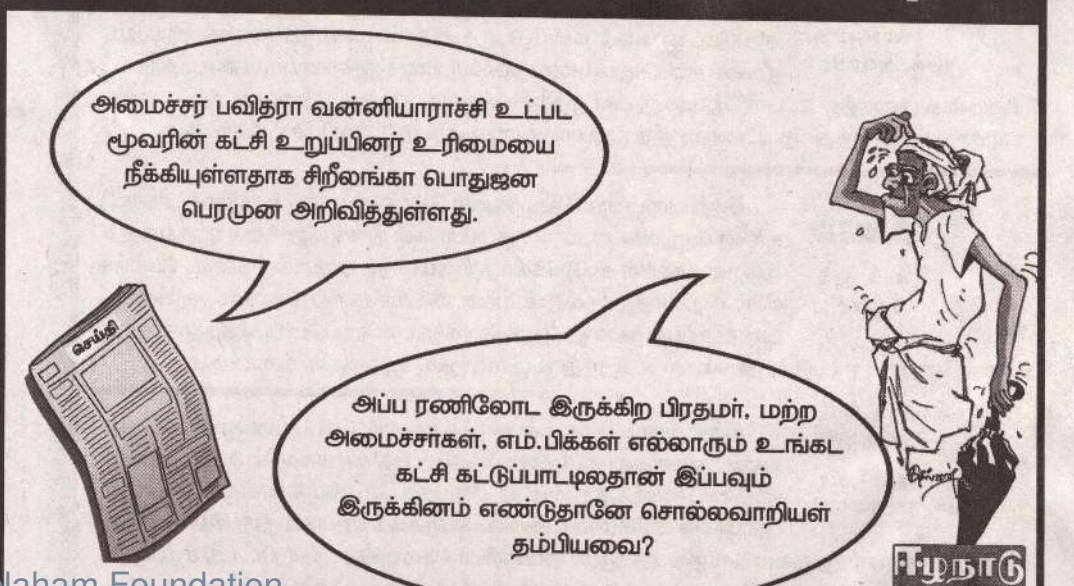 அமைச்சர் பவித்ரா வன்னியாராச்சி உட்பட
மூவரின் கட்சி உறுப்பினர் உரிமையை
நீக்கியுள்ளதாக சிறீலங்கா பொதுஜன
பெரமுன அறிவித்துள்ளது.
செய்தி
அப்ப ரணிலோட இருக்கிற பிரதமர், மற்ற
அமைச்சர்கள், எம்.பிக்கள் எல்லாரும் உங்கட
கட்சி கட்டுப்பாட்டிலதான் இப்பவும்
இருக்கினம் எண்டுதானே சொல்லவாறியள்
தம்பியவை?
ஈழநாடு
Foundation